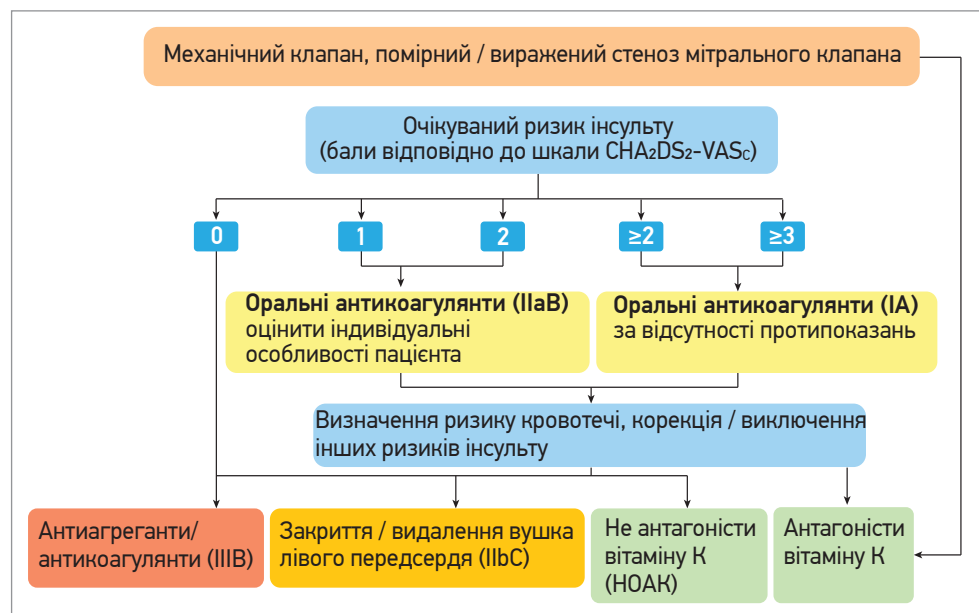 Механічний клапан, помірний / виражений стеноз мітрального клапана
Очікуваний ризик інсульту
(бали відповідно до шкали CHA₂DS₂-VASc)
0
1
2
≥2
≥3
Оральні антикоагулянти (IIaB)
оцінити індивідуальні
особливості пацієнта
Оральні антикоагулянти (IA)
за відсутності протипоказань
Визначення ризику кровотечі, корекція / виключення
інших ризиків інсульту
Антиагреганти/
антикоагулянти (IIIB)
Закриття / видалення вушка
лівого передсердя (IIbC)
Не антагоністи
вітаміну К
(НОАК)
Антагоністи
вітаміну К